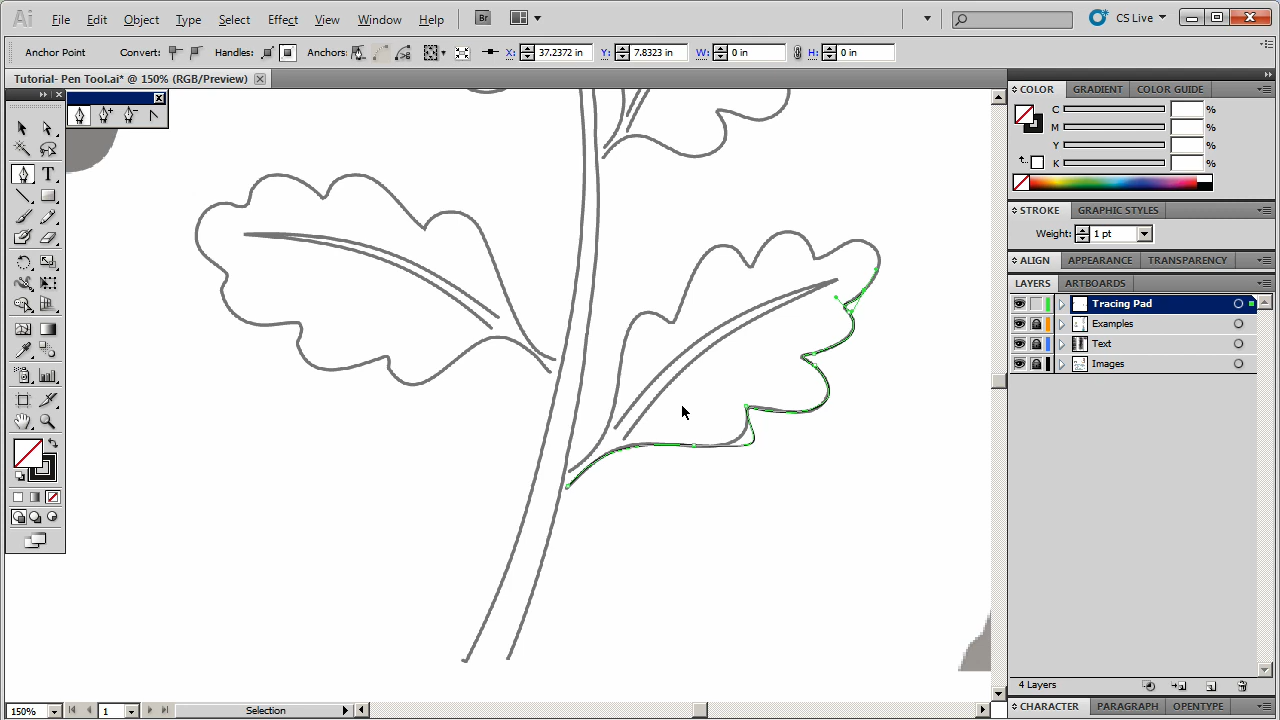 Ai File Edit Object Type Select Effect View Window Help Br CS Live
Anchor Point Convert: Handles: Anchors: X: 37.2372 in Y: 7.8323 in W: 0 in H: 0 in
Tutorial- Pen Tool.ai* @ 150% (RGB/Preview)
COLOR GRADIENT COLOR GUIDE
C %
M %
Y %
K %
STROKE GRAPHIC STYLES
Weight: 1 pt
ALIGN APPEARANCE TRANSPARENCY
LAYERS ARTBOARDS
Tracing Pad
Examples
Text
Images
4 Layers
CHARACTER PARAGRAPH OPENTYPE
150% 1 Selection